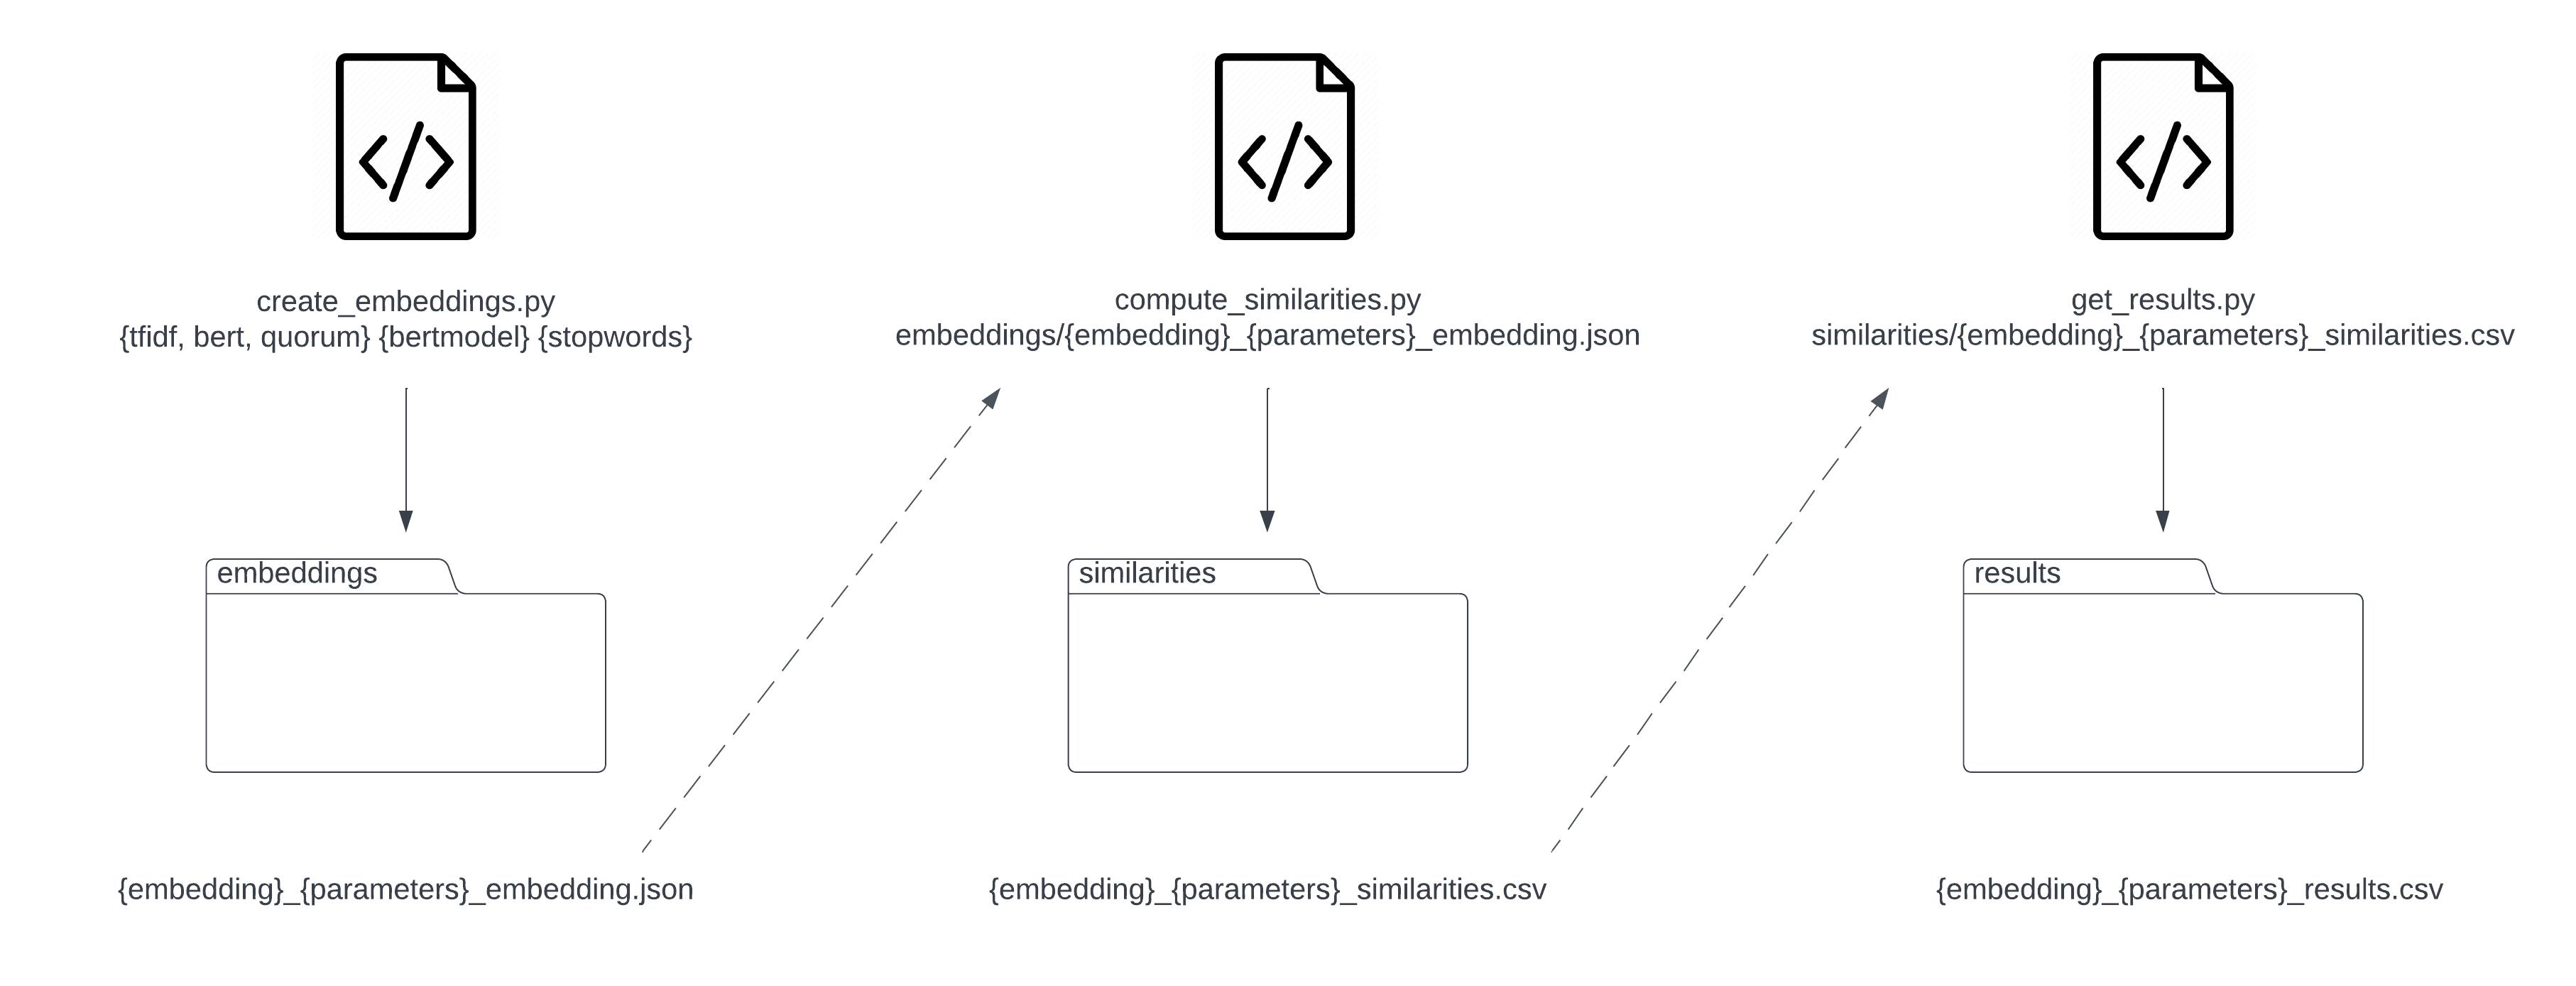 create_embeddings.py
{tfidf, bert, quorum} {bertmodel} {stopwords}
embeddings
{embedding}_{parameters}_embedding.json
compute_similarities.py
embeddings/{embedding}_{parameters}_embedding.json
similarities
{embedding}_{parameters}_similarities.csv
get_results.py
similarities/{embedding}_{parameters}_similarities.csv
results
{embedding}_{parameters}_results.csv